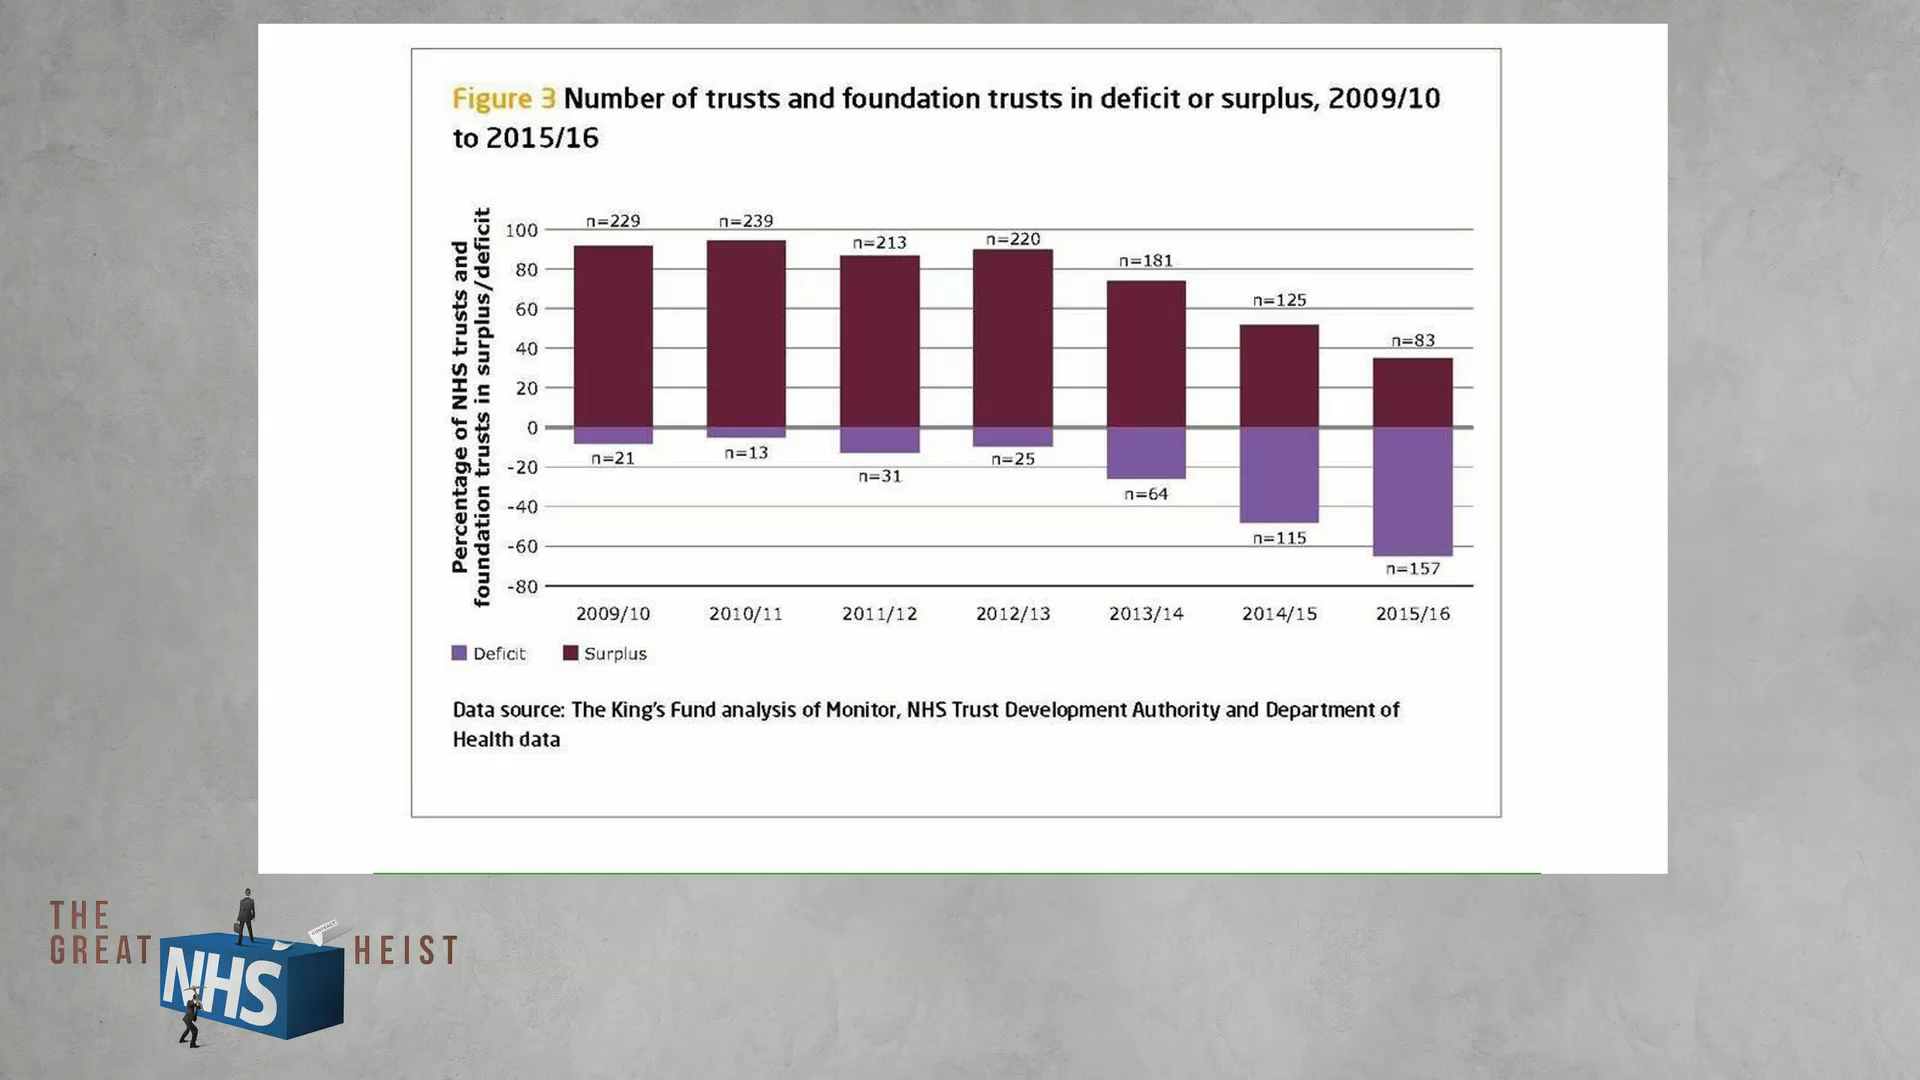 Figure 3 Number of trusts and foundation trusts in deficit or surplus, 2009/10
to 2015/16
Percentage of NHS trusts and
foundation trusts in surplus/deficit
100
80
60
40
20
0
-20
-40
-60
-80
n=229
n=239
n=213
n=220
n=181
n=125
n=83
n=21
n=13
n=31
n=25
n=64
n=115
n=157
2009/10
2010/11
2011/12
2012/13
2013/14
2014/15
2015/16
Deficit
Surplus
Data source: The King's Fund analysis of Monitor, NHS Trust Development Authority and Department of
Health data
THE
GREAT
NHS
CONTRACT
HEIST